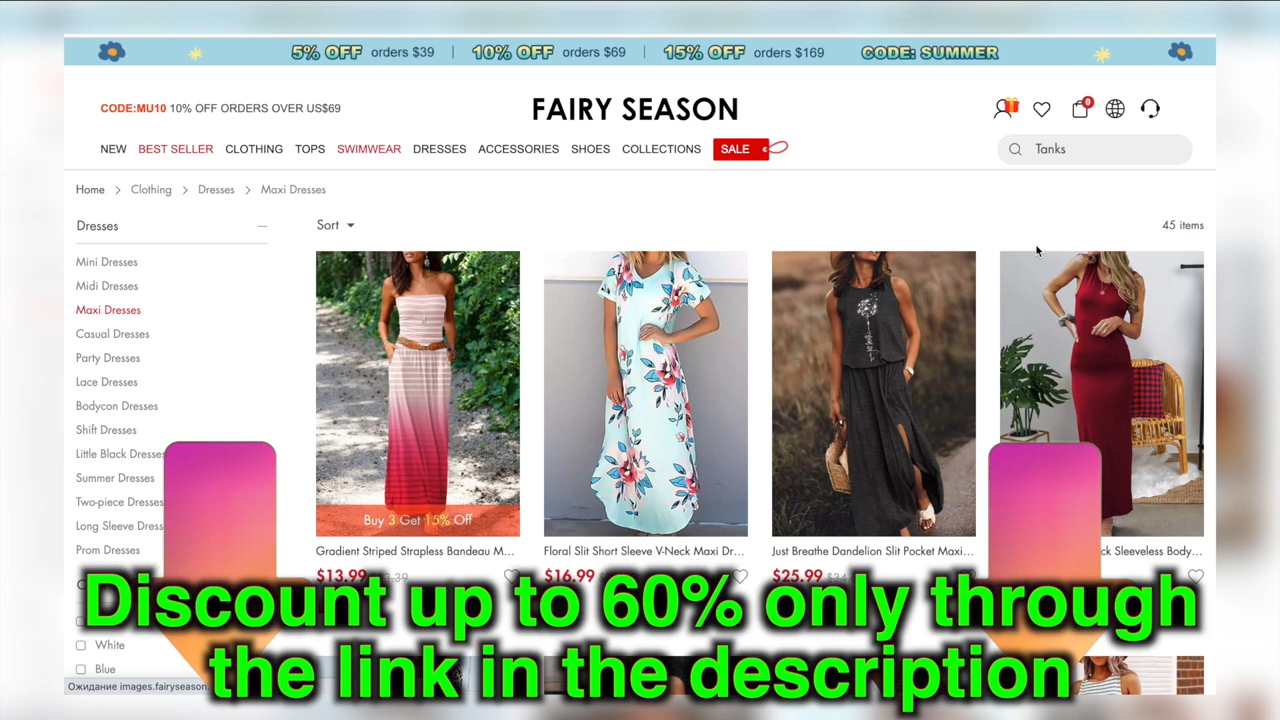 5% OFF orders $39 | 10% OFF orders $69 | 15% OFF orders $169 CODE: SUMMER
CODE:MU10 10% OFF ORDERS OVER US$69
FAIRY SEASON
0
NEW BEST SELLER CLOTHING TOPS SWIMWEAR DRESSES ACCESSORIES SHOES COLLECTIONS SALE
Tanks
Home > Clothing > Dresses > Maxi Dresses
Dresses
Sort
45 items
Mini Dresses
Midi Dresses
Maxi Dresses
Casual Dresses
Party Dresses
Lace Dresses
Bodycon Dresses
Shift Dresses
Little Black Dresses
Summer Dresses
Two-piece Dresses
Long Sleeve Dress
Prom Dresses
Buy 3 Get 15% Off
Gradient Striped Strapless Bandeau M...
Floral Slit Short Sleeve V-Neck Maxi Dr...
Just Breathe Dandelion Slit Pocket Maxi...
Sleeveless Body...
$13.99
$16.99
$25.99
Discount up to 60% only through
the link in the description
White
Blue
Ожидание images.fairyseason.